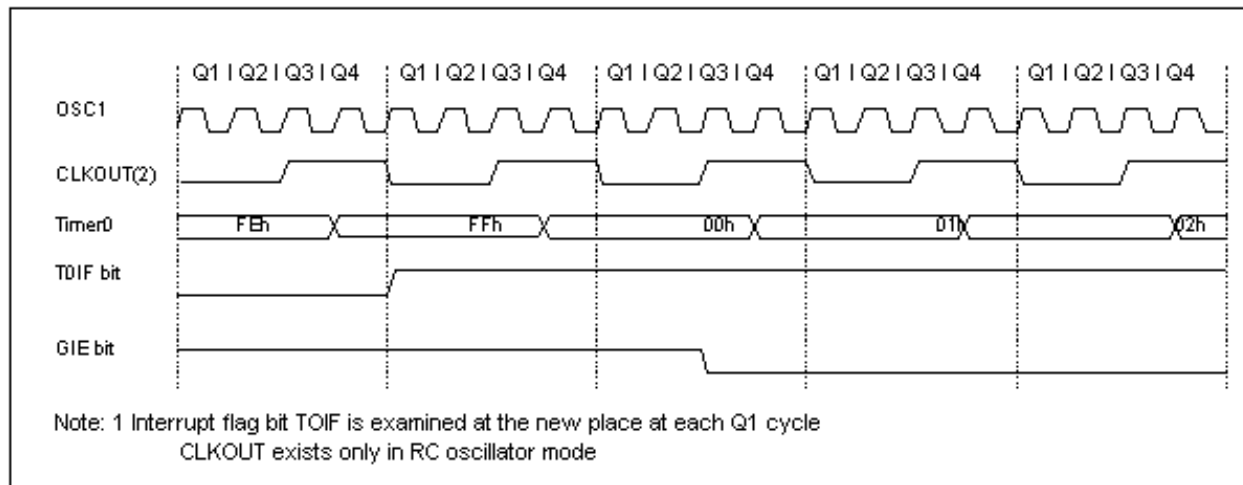 Q1 | Q2 | Q3 | Q4 Q1 | Q2 | Q3 | Q4 Q1 | Q2 | Q3 | Q4 Q1 | Q2 | Q3 | Q4 Q1 | Q2 | Q3 | Q4
OSC1
CLKOUT(2)
Timer0 FEh FFh 00h 01h 02h
T0IF bit
GIE bit
Note: 1 Interrupt flag bit TOIF is examined at the new place at each Q1 cycle
CLKOUT exists only in RC oscillator mode